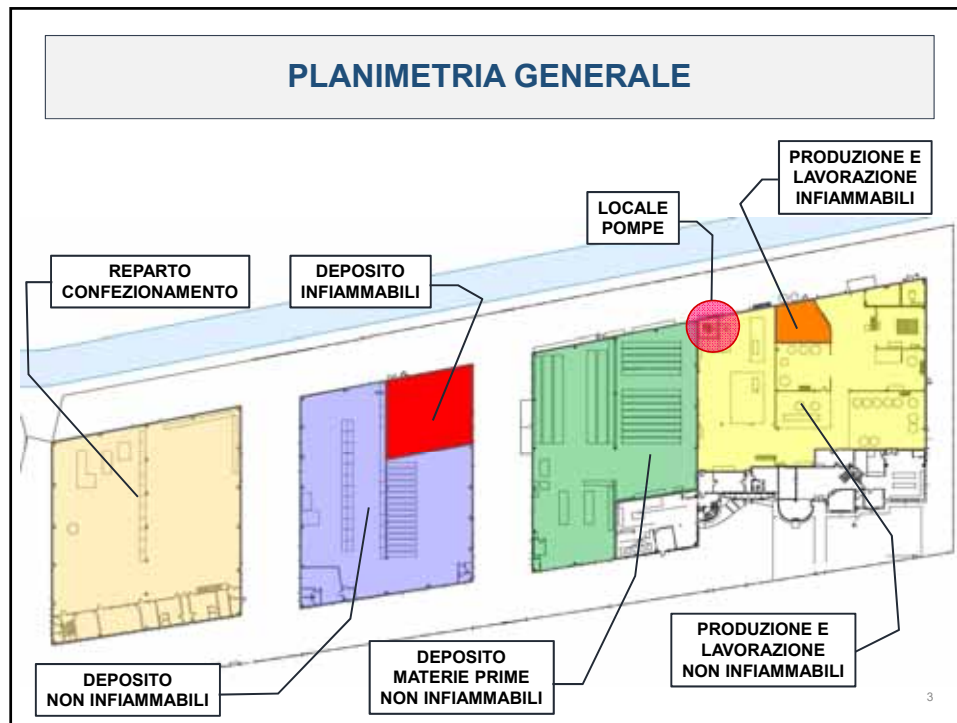 PLANIMETRIA GENERALE
PRODUZIONE E
LAVORAZIONE
INFIAMMABILI
LOCALE
POMPE
REPARTO
CONFEZIONAMENTO
DEPOSITO
INFIAMMABILI
DEPOSITO
NON INFIAMMABILI
DEPOSITO
MATERIE PRIME
NON INFIAMMABILI
PRODUZIONE E
LAVORAZIONE
NON INFIAMMABILI
3